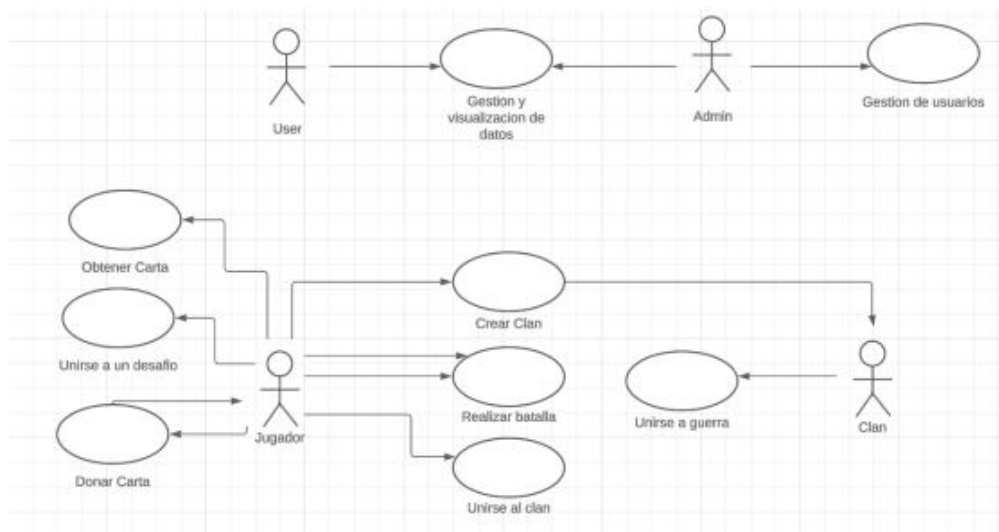 User
Gestion y
visualizacion de
datos
Admin
Gestion de usuarios
Obtener Carta
Crear Clan
Unirse a un desafio
Jugador
Realizar batalla
Unirse a guerra
Clan
Donar Carta
Unirse al clan